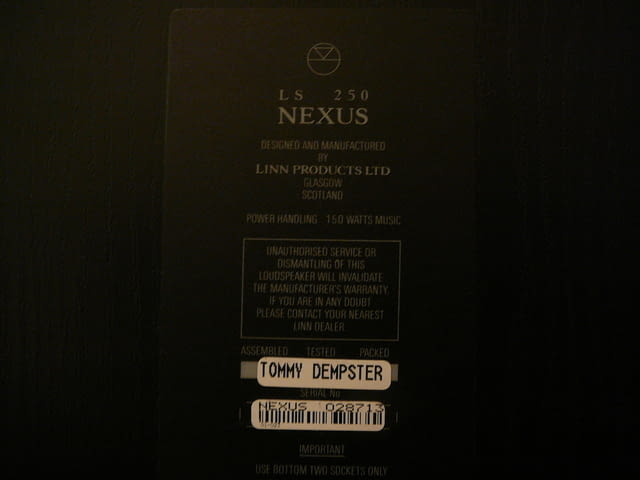 LS 250
NEXUS
DESIGNED AND MANUFACTURED
BY
LINN PRODUCTS LTD
GLASGOW
SCOTLAND
POWER HANDLING 150 WATTS MUSIC
UNAUTHORISED SERVICE OR
DISMANTLING OF THIS
LOUDSPEAKER WILL INVALIDATE
THE MANUFACTURER'S WARRANTY.
IF YOU ARE IN ANY DOUBT
PLEASE CONTACT YOUR NEAREST
LINN DEALER
ASSEMBLED TESTED PACKED
TOMMY DEMPSTER
SERIAL No
NEXUS 028713
IMPORTANT
USE BOTTOM TWO SOCKETS ONLY